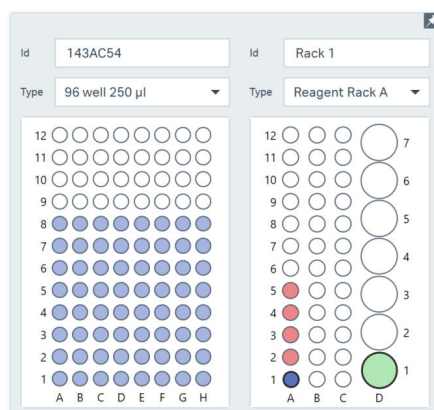 Id 143AC54 Id Rack 1
Type 96 well 250 µl Type Reagent Rack A
12 12 7
11 11
10 10 6
9 9
8 8 5
7 7
6 6 4
5 5 3
4 4
3 3 2
2 2
1 1 1
A B C D E F G H A B C D